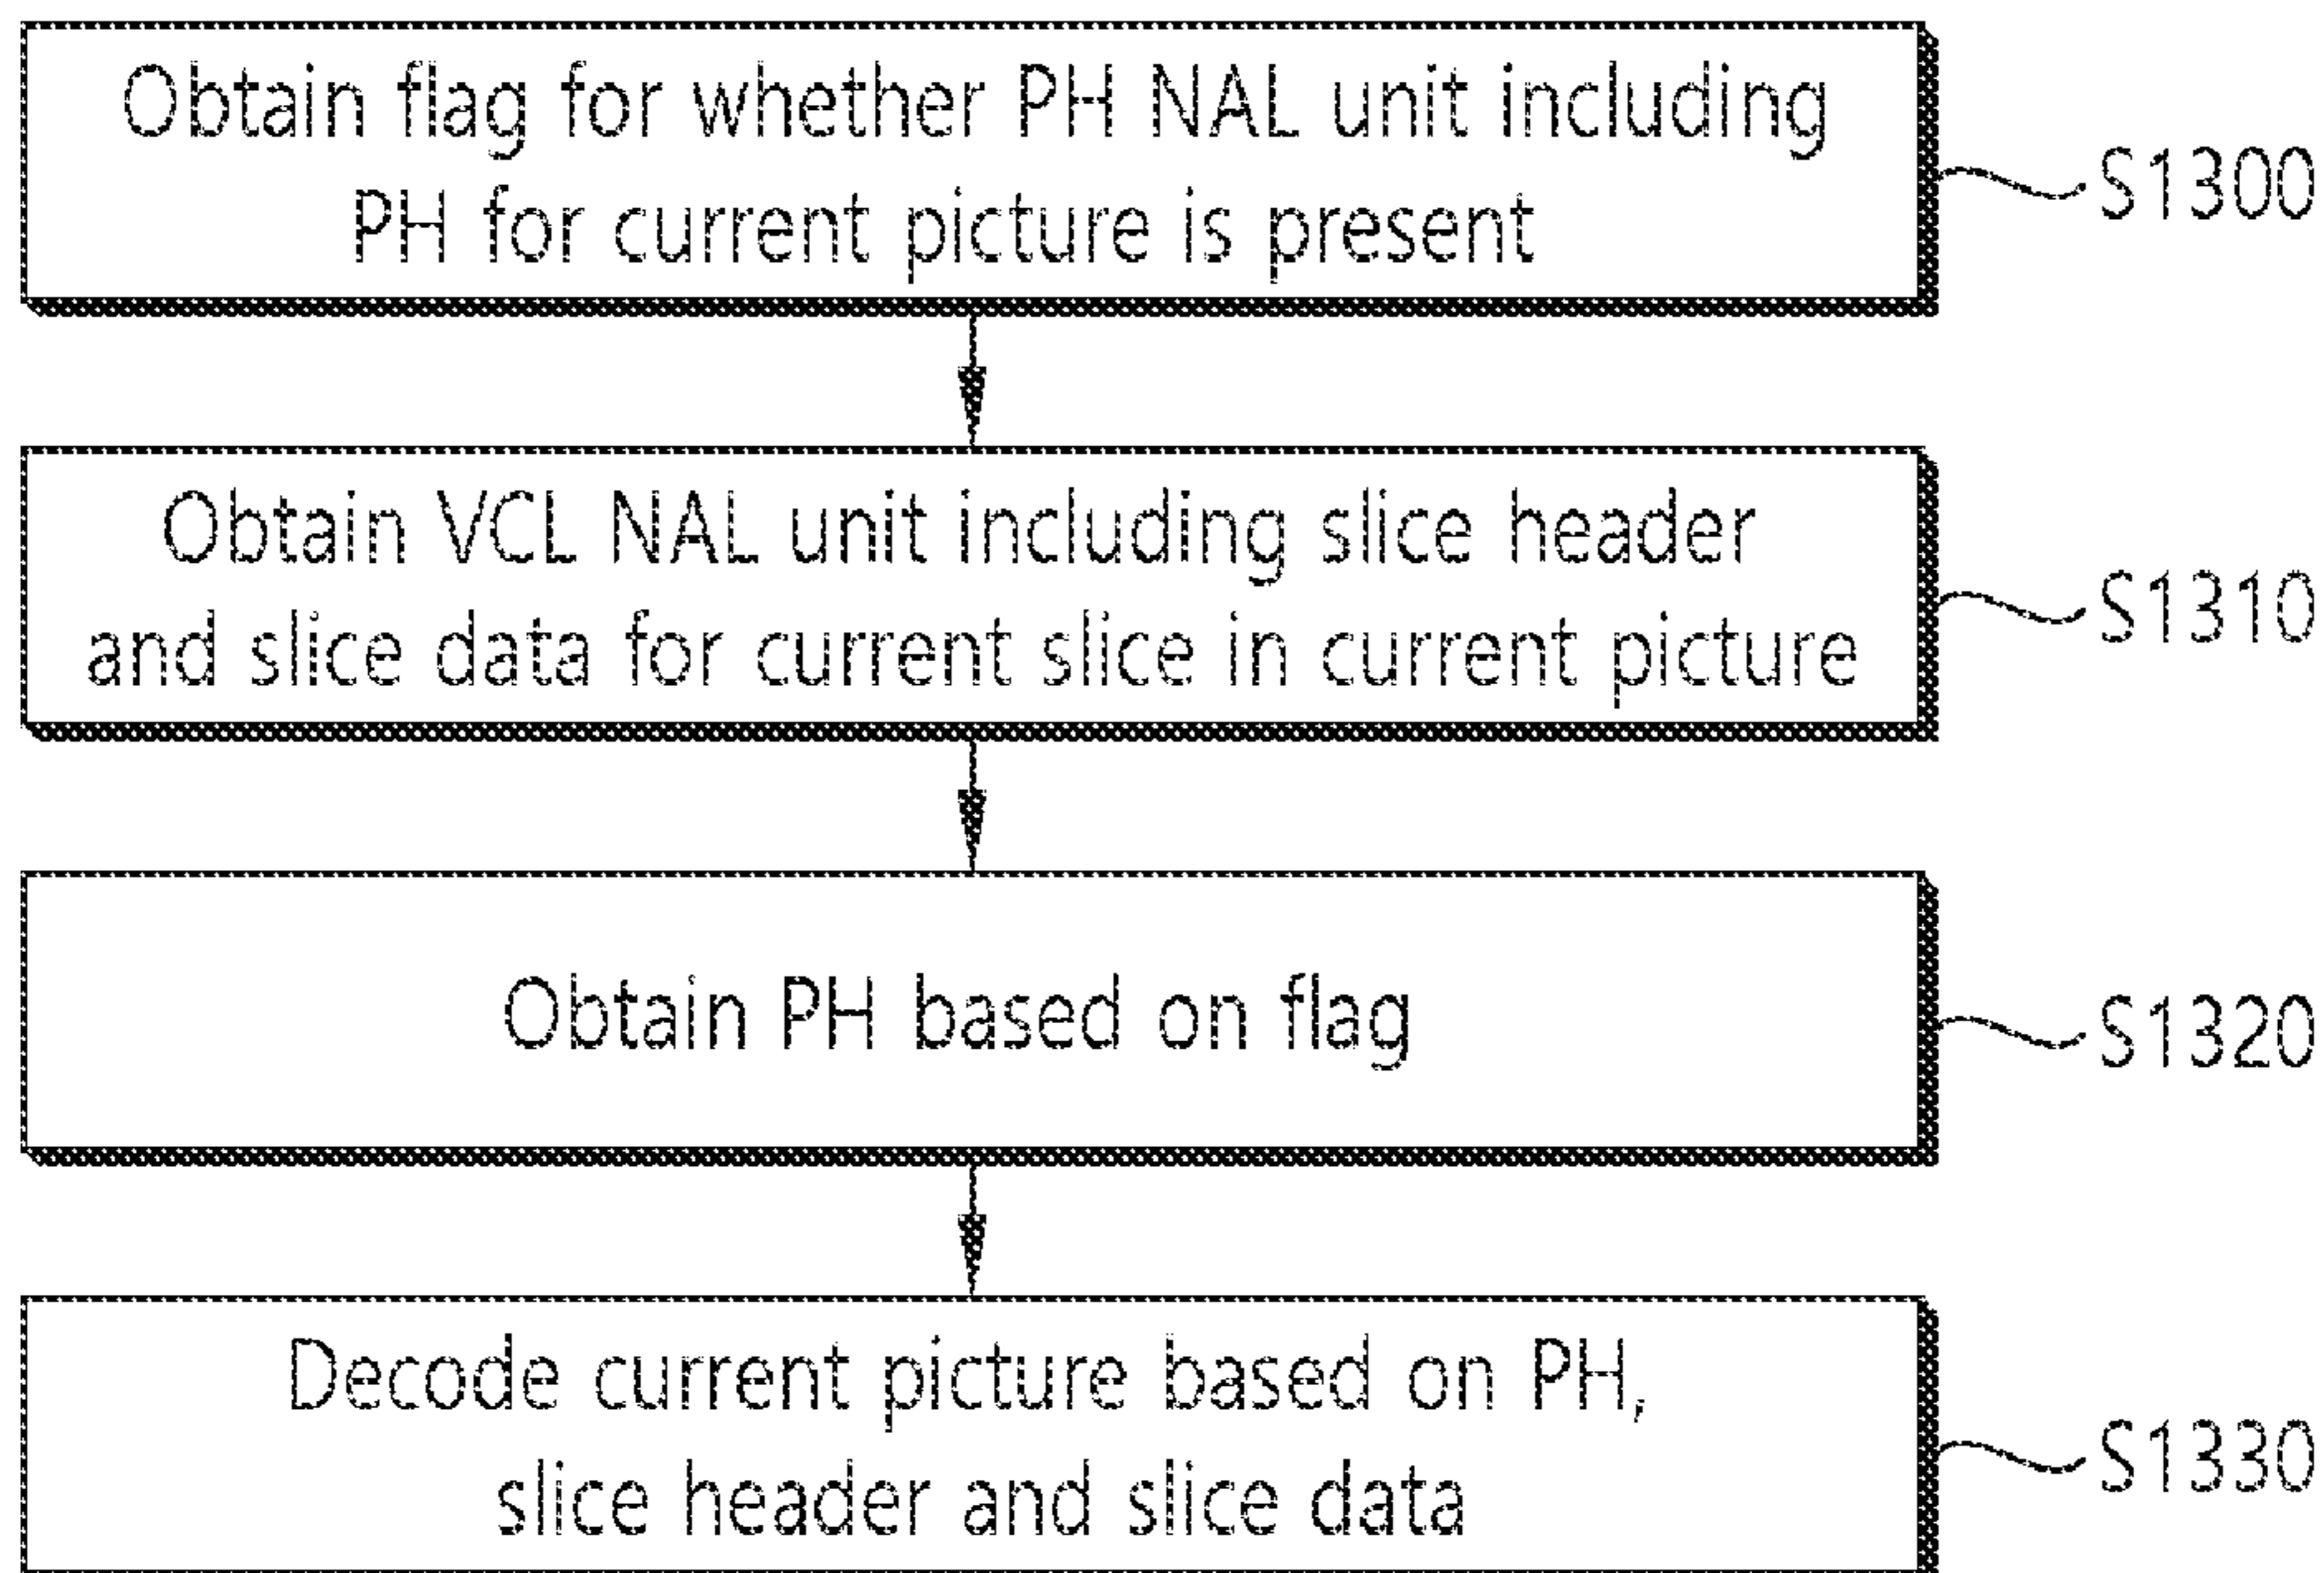 Obtain flag for whether PH NAL unit including
PH for current picture is present
S1300
Obtain VCL NAL unit including slice header
and slice data for current slice in current picture
S1310
Obtain PH based on flag
S1320
Decode current picture based on PH,
slice header and slice data
S1330